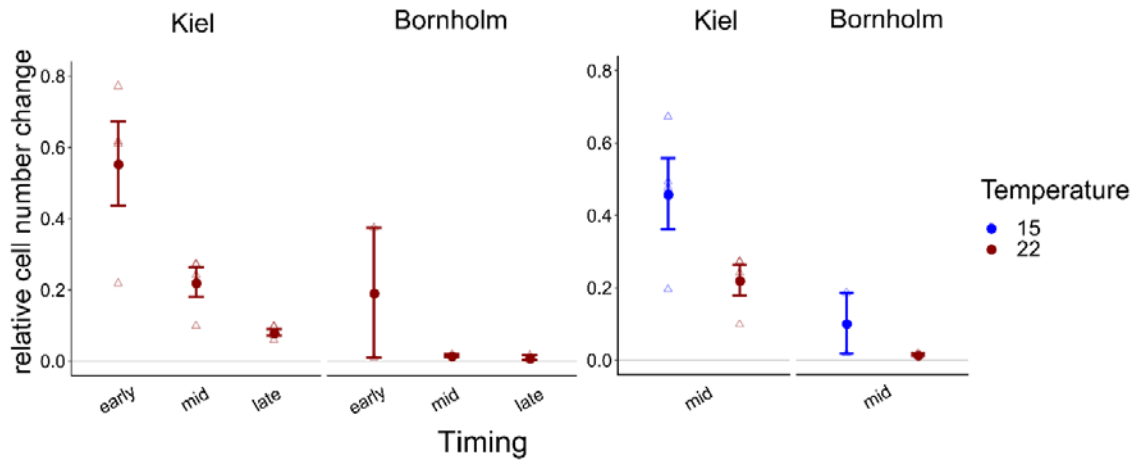 Kiel Bornholm
Kiel Bornholm
relative cell number change
0.8
0.6
0.4
0.2
0.0
early mid late early mid late
0.8
0.6
0.4
0.2
0.0
mid mid
Timing
Temperature
15
22